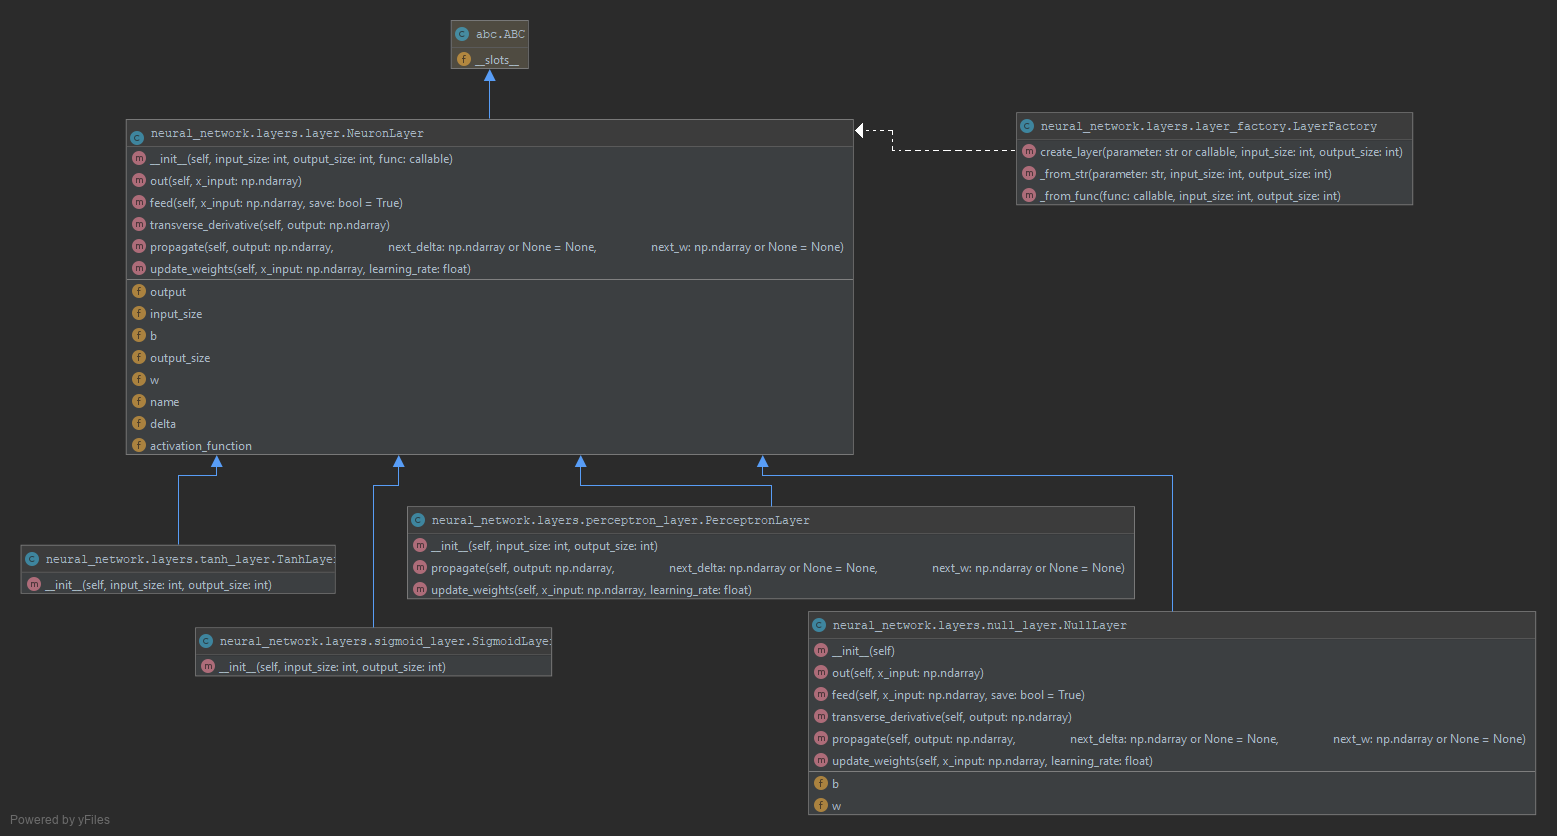 abc.ABC
__slots__
neural_network.layers.layer.NeuronLayer
__init__(self, input_size: int, output_size: int, func: callable)
out(self, x_input: np.ndarray)
feed(self, x_input: np.ndarray, save: bool = True)
transverse_derivative(self, output: np.ndarray)
propagate(self, output: np.ndarray, next_delta: np.ndarray or None = None, next_w: np.ndarray or None = None)
update_weights(self, x_input: np.ndarray, learning_rate: float)
output
input_size
b
output_size
w
name
delta
activation_function
neural_network.layers.layer_factory.LayerFactory
create_layer(parameter: str or callable, input_size: int, output_size: int)
_from_str(parameter: str, input_size: int, output_size: int)
_from_func(func: callable, input_size: int, output_size: int)
neural_network.layers.perceptron_layer.PerceptronLayer
__init__(self, input_size: int, output_size: int)
propagate(self, output: np.ndarray, next_delta: np.ndarray or None = None, next_w: np.ndarray or None = None)
update_weights(self, x_input: np.ndarray, learning_rate: float)
neural_network.layers.tanh_layer.TanhLayer
__init__(self, input_size: int, output_size: int)
neural_network.layers.sigmoid_layer.SigmoidLayer
__init__(self, input_size: int, output_size: int)
neural_network.layers.null_layer.NullLayer
__init__(self)
out(self, x_input: np.ndarray)
feed(self, x_input: np.ndarray, save: bool = True)
transverse_derivative(self, output: np.ndarray)
propagate(self, output: np.ndarray, next_delta: np.ndarray or None = None, next_w: np.ndarray or None = None)
update_weights(self, x_input: np.ndarray, learning_rate: float)
b
w
Powered by yFiles